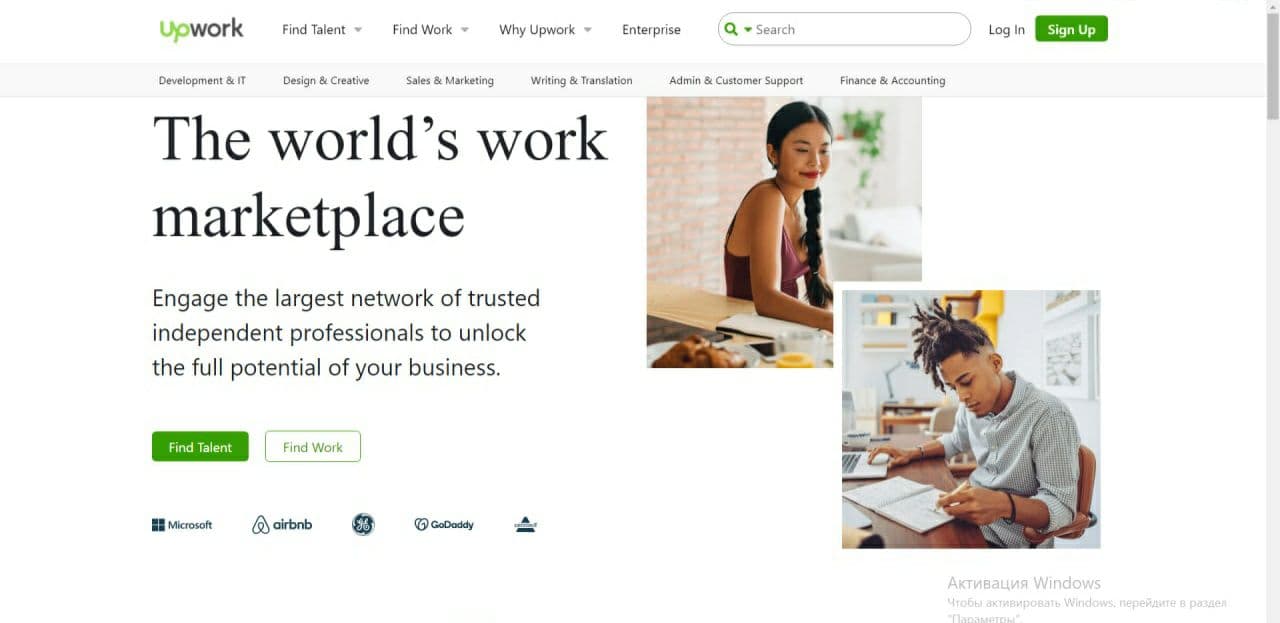 Upwork
Find Talent
Find Work
Why Upwork
Enterprise
Search
Log In
Sign Up
Development & IT
Design & Creative
Sales & Marketing
Writing & Translation
Admin & Customer Support
Finance & Accounting
The world’s work
marketplace
Engage the largest network of trusted
independent professionals to unlock
the full potential of your business.
Find Talent
Find Work
Microsoft
airbnb
GE
GoDaddy
Активация Windows
Чтобы активировать Windows, перейдите в раздел
"Параметры".